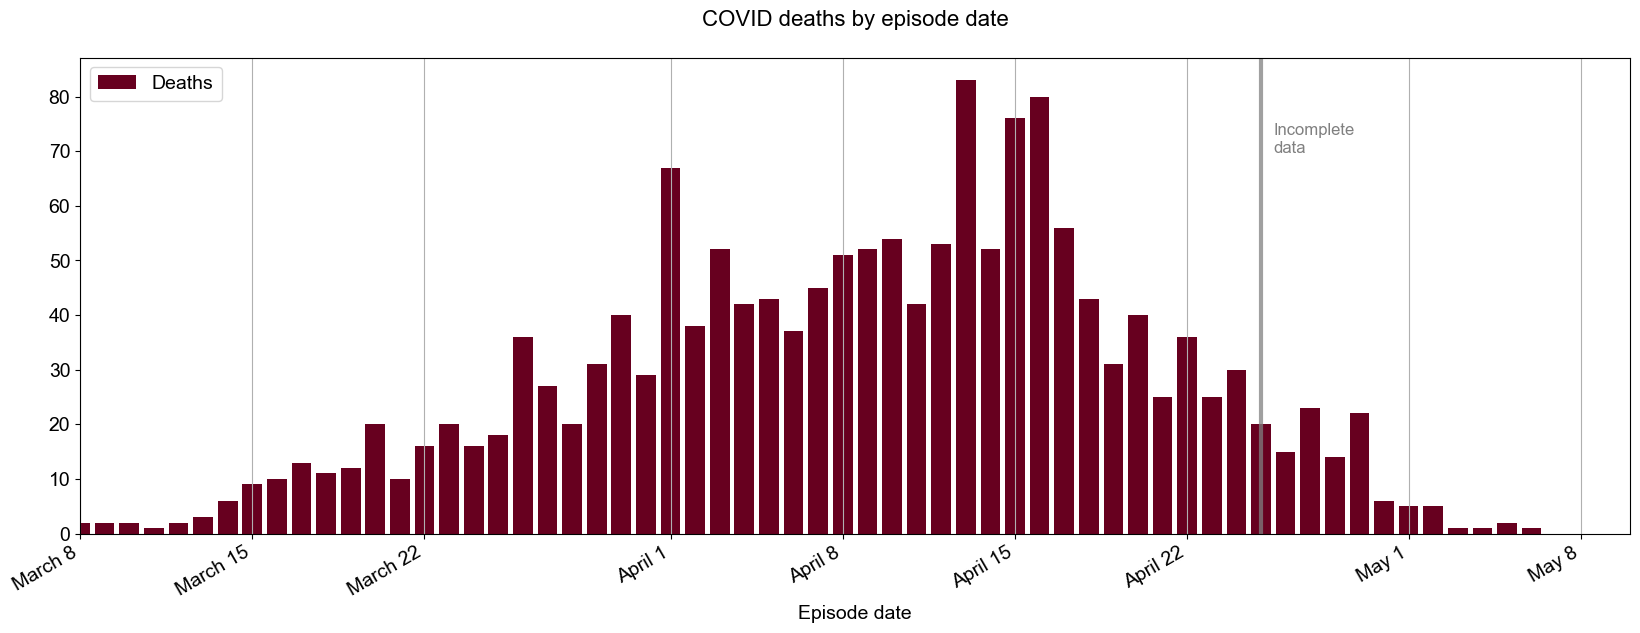 COVID deaths by episode date
Deaths
80
70
60
50
40
30
20
10
0
Incomplete
data
March 8
March 15
March 22
April 1
April 8
April 15
April 22
May 1
May 8
Episode date